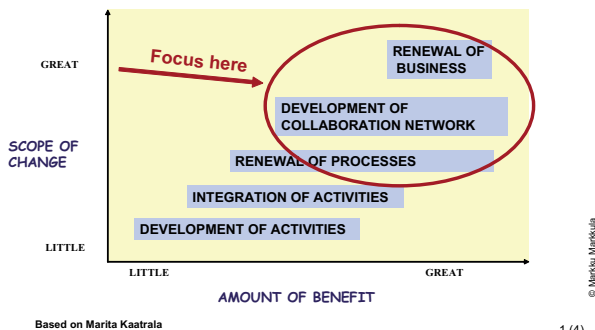 GREAT
Focus here
RENEWAL OF
BUSINESS
DEVELOPMENT OF
COLLABORATION NETWORK
SCOPE OF
CHANGE
RENEWAL OF PROCESSES
INTEGRATION OF ACTIVITIES
DEVELOPMENT OF ACTIVITIES
LITTLE
LITTLE
GREAT
AMOUNT OF BENEFIT
© Markku Markkula
Based on Marita Kaatrala
1 (4)